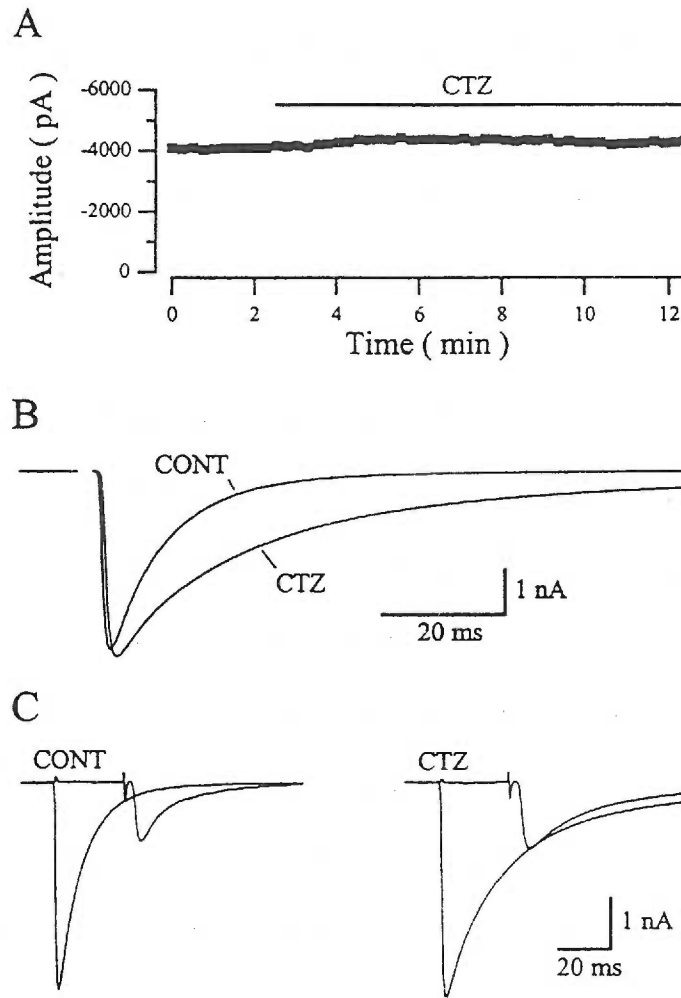 A
CTZ
-6000
-4000
-2000
0
Amplitude ( pA )
0 2 4 6 8 10 12
Time ( min )
B
CONT
CTZ
1 nA
20 ms
C
CONT
CTZ
1 nA
20 ms